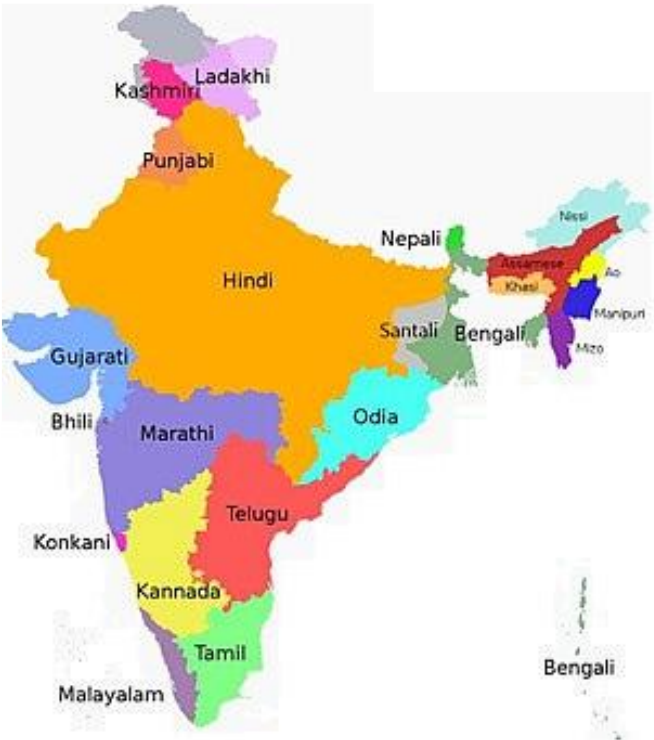 Ladakhi
Kashmiri
Punjabi
Nissi
Nepali
Assamese
Ao
Hindi
Khasi
Manipuri
Santali
Bengali
Mizo
Gujarati
Bhili
Odia
Marathi
Telugu
Konkani
Kannada
Tamil
Bengali
Malayalam